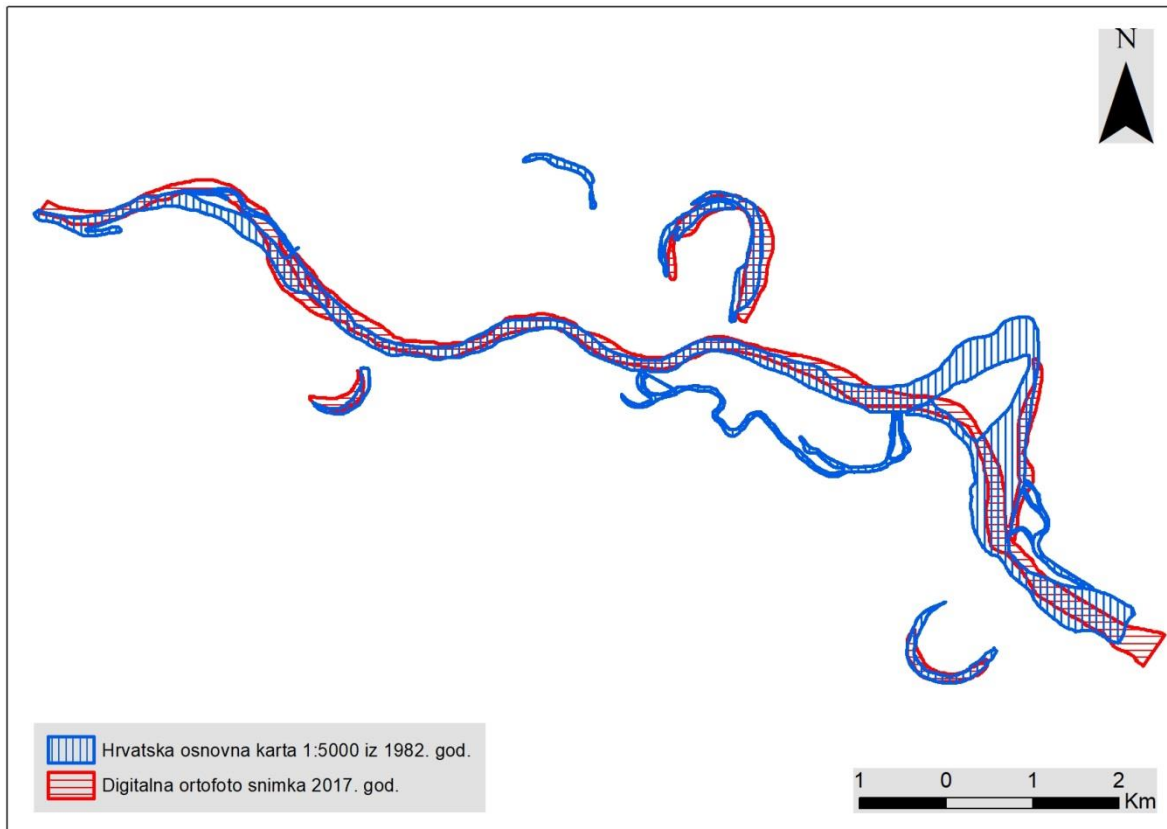 N
Hrvatska osnovna karta 1:5000 iz 1982. god.
Digitalna ortofoto snimka 2017. god.
1 0 1 2
Km